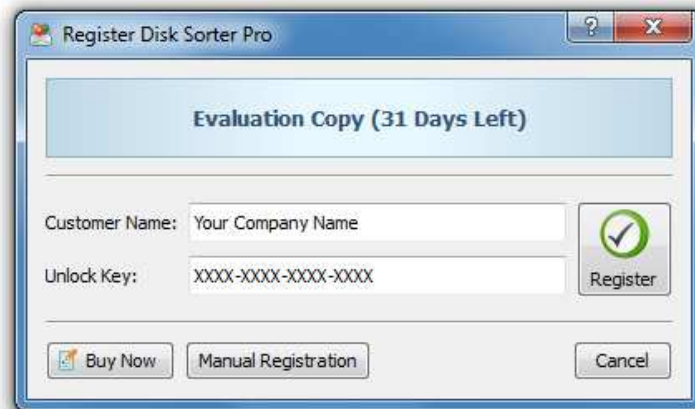 Register Disk Sorter Pro
Evaluation Copy (31 Days Left)
Customer Name: Your Company Name
Unlock Key: XXXX-XXXX-XXXX-XXXX
Register
Buy Now Manual Registration Cancel